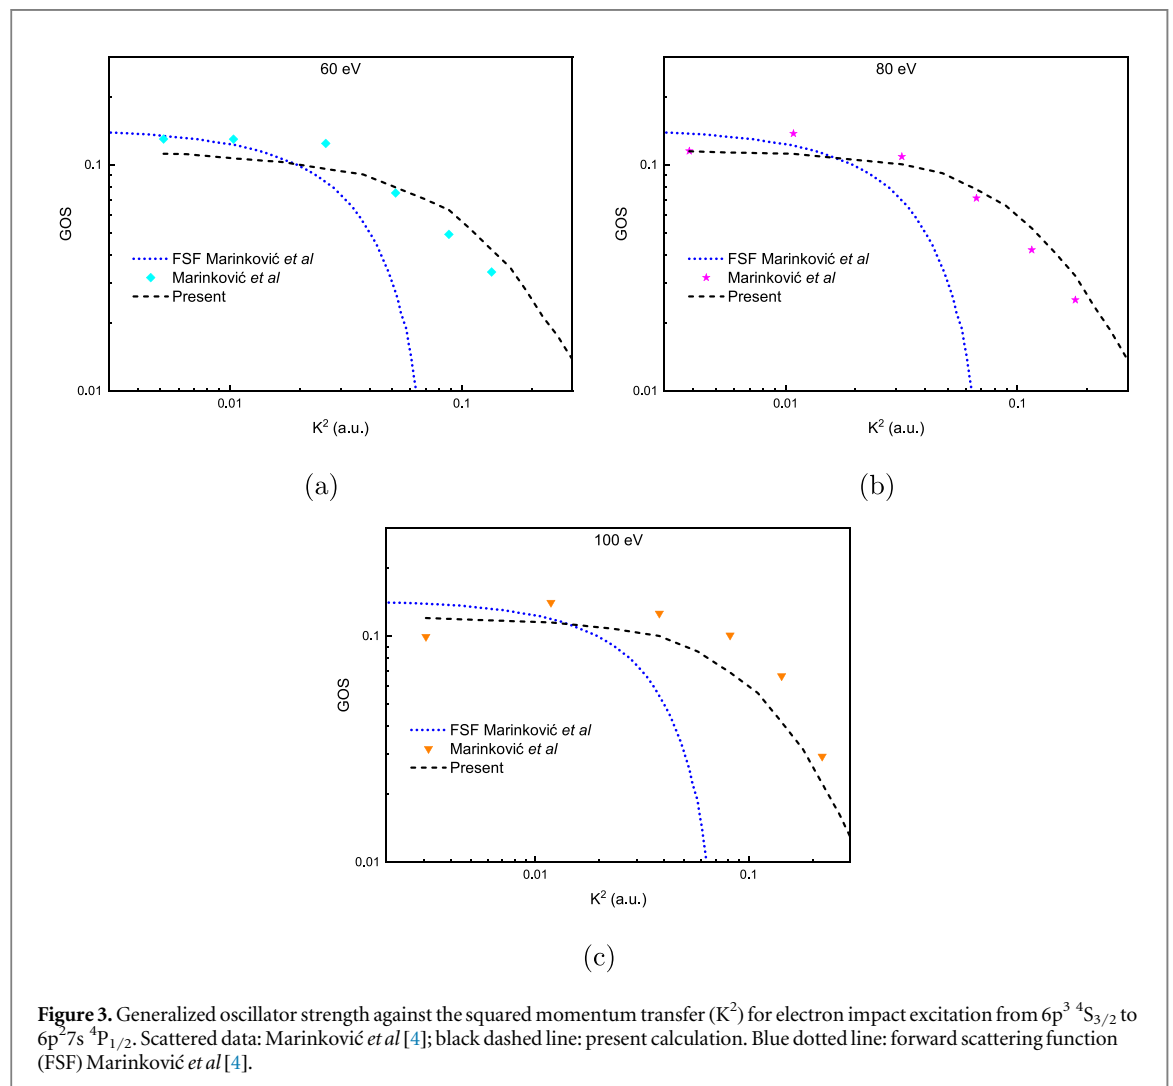 60 eV
0.1
0.01
GOS
FSF Marinković et al
Marinković et al
Present
0.01
0.1
K² (a.u.)
(a)
80 eV
0.1
0.01
GOS
FSF Marinković et al
Marinković et al
Present
0.01
0.1
K² (a.u.)
(b)
100 eV
0.1
0.01
GOS
FSF Marinković et al
Marinković et al
Present
0.01
0.1
K² (a.u.)
(c)
Figure 3. Generalized oscillator strength against the squared momentum transfer (K²) for electron impact excitation from 6p³ ⁴S₃/₂ to
6p²7s ⁴P₁/₂. Scattered data: Marinković et al [4]; black dashed line: present calculation. Blue dotted line: forward scattering function
(FSF) Marinković et al [4].